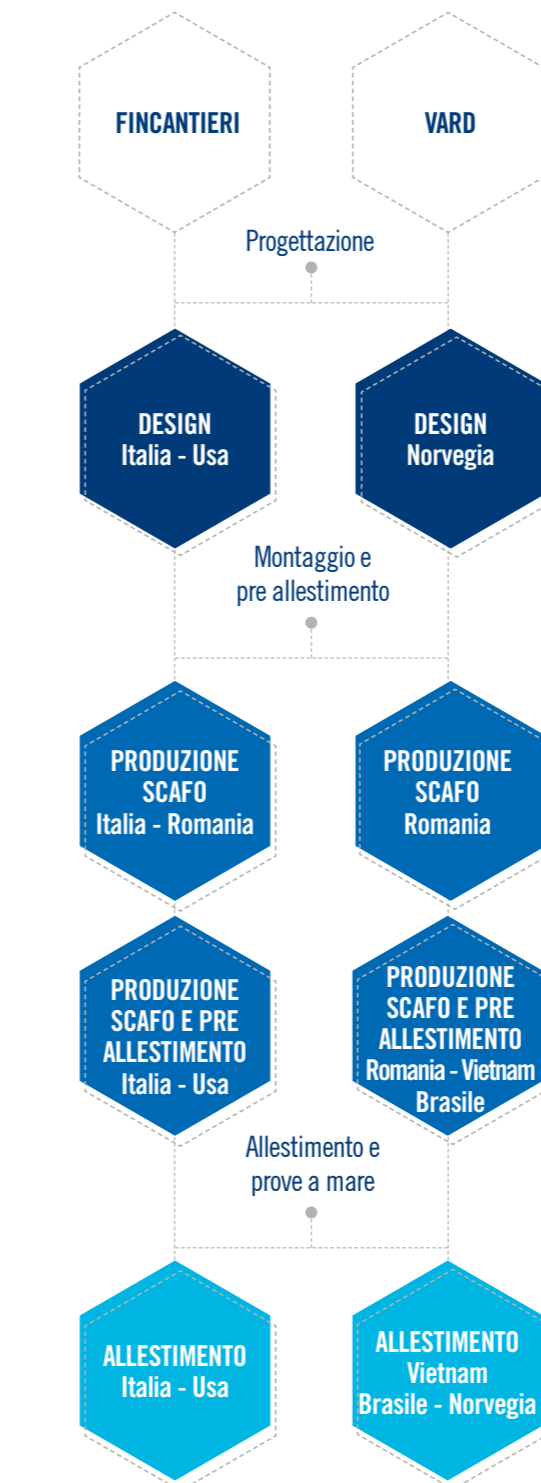 FINCANTIERI
VARD
Progettazione
DESIGN
Italia - Usa
DESIGN
Norvegia
Montaggio e
pre allestimento
PRODUZIONE
SCAFO
Italia - Romania
PRODUZIONE
SCAFO
Romania
PRODUZIONE
SCAFO E PRE
ALLESTIMENTO
Italia - Usa
PRODUZIONE
SCAFO E PRE
ALLESTIMENTO
Romania - Vietnam
Brasile
Allestimento e
prove a mare
ALLESTIMENTO
Italia - Usa
ALLESTIMENTO
Vietnam
Brasile - Norvegia